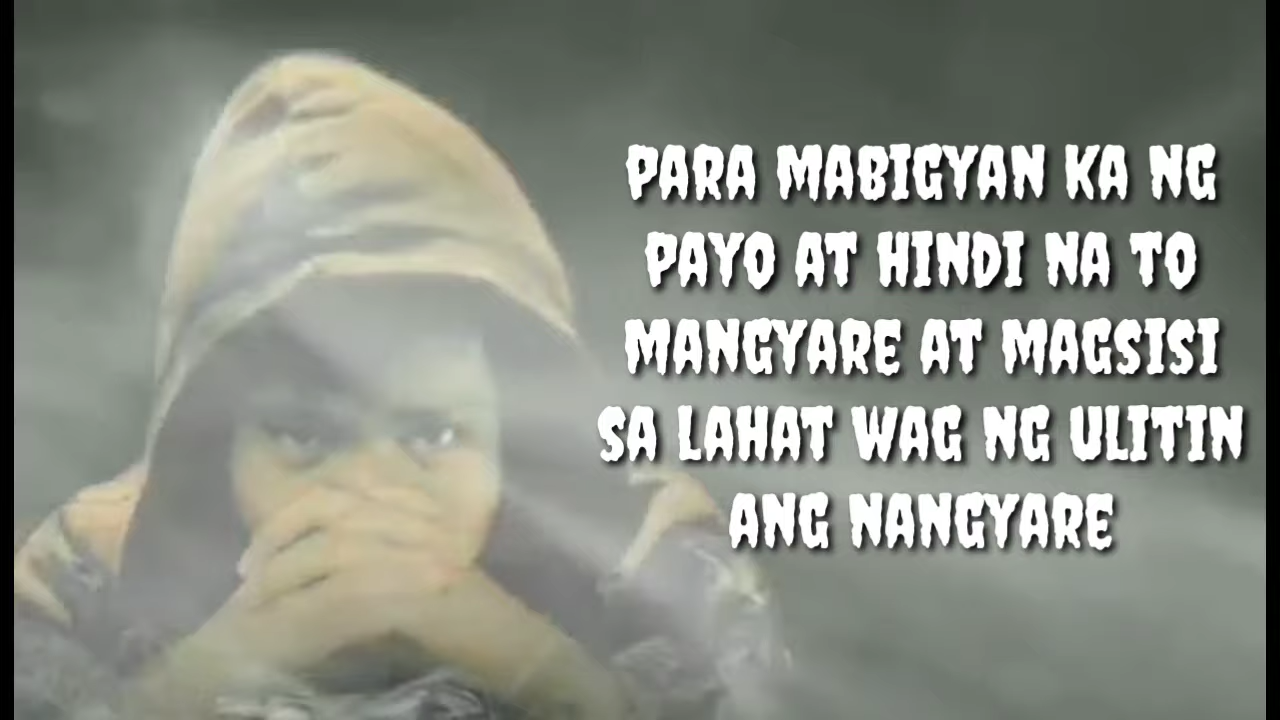 PARA MABIGYAN KA NG
PAYO AT HINDI NA TO
MANGYARE AT MAGSISI
SA LAHAT WAG NG ULITIN
ANG NANGYARE